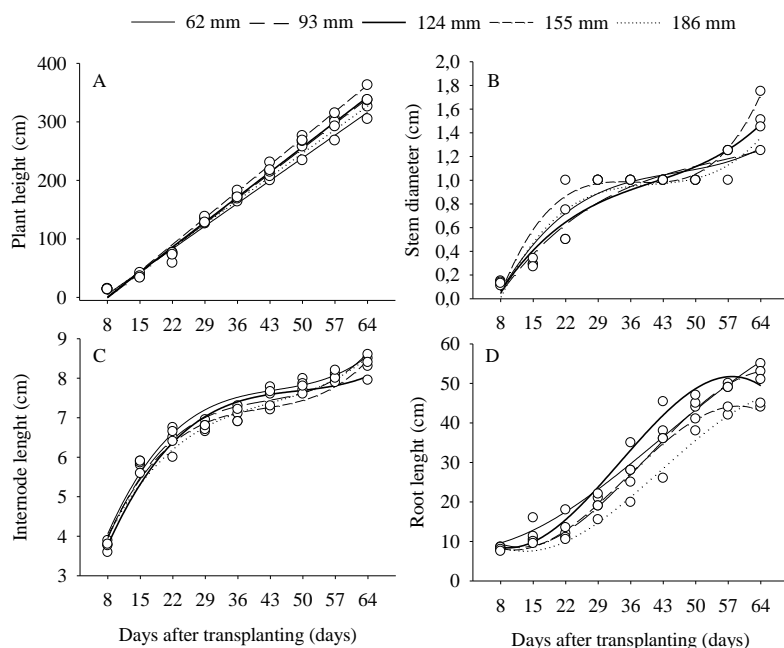 62 mm 93 mm 124 mm 155 mm 186 mm
A
Plant height (cm)
400
300
200
100
0
8 15 22 29 36 43 50 57 64
B
Stem diameter (cm)
2,0
1,8
1,6
1,4
1,2
1,0
0,8
0,6
0,4
0,2
0,0
8 15 22 29 36 43 50 57 64
C
Internode lenght (cm)
9
8
7
6
5
4
3
8 15 22 29 36 43 50 57 64
Days after transplanting (days)
D
Root lenght (cm)
60
50
40
30
20
10
0
8 15 22 29 36 43 50 57 64
Days after transplanting (days)